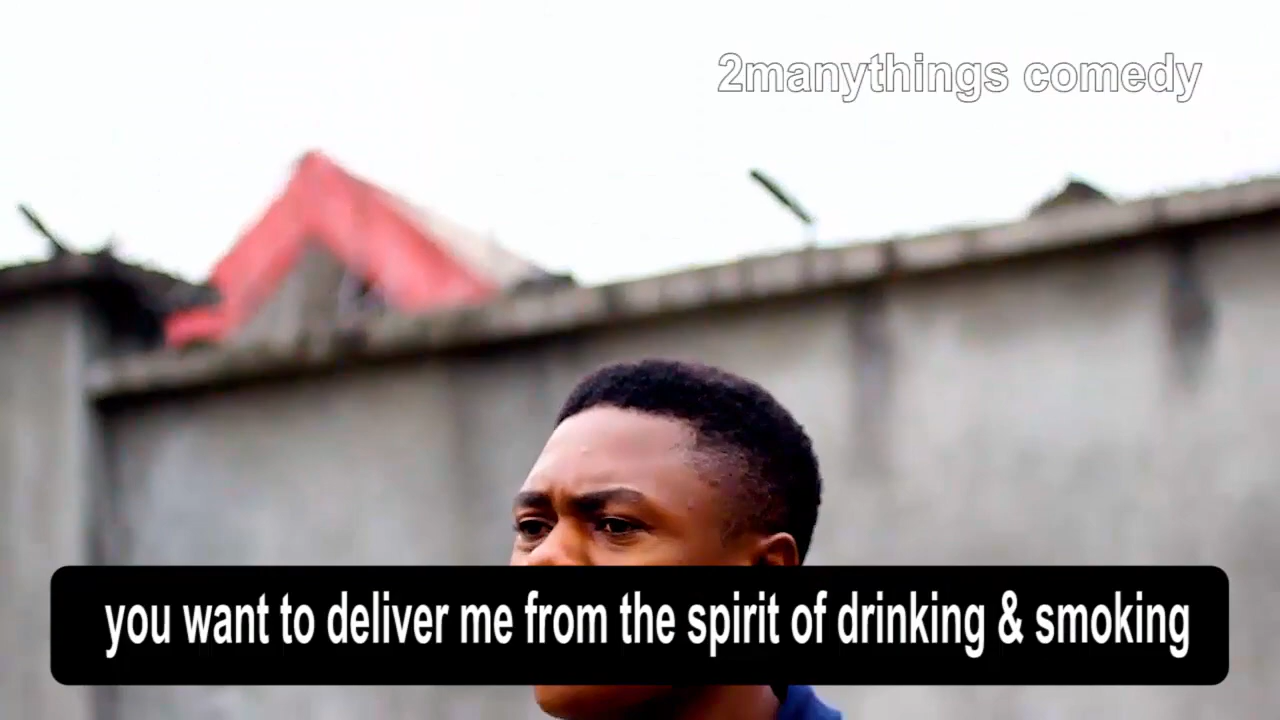 2manythings comedy
you want to deliver me from the spirit of drinking & smoking